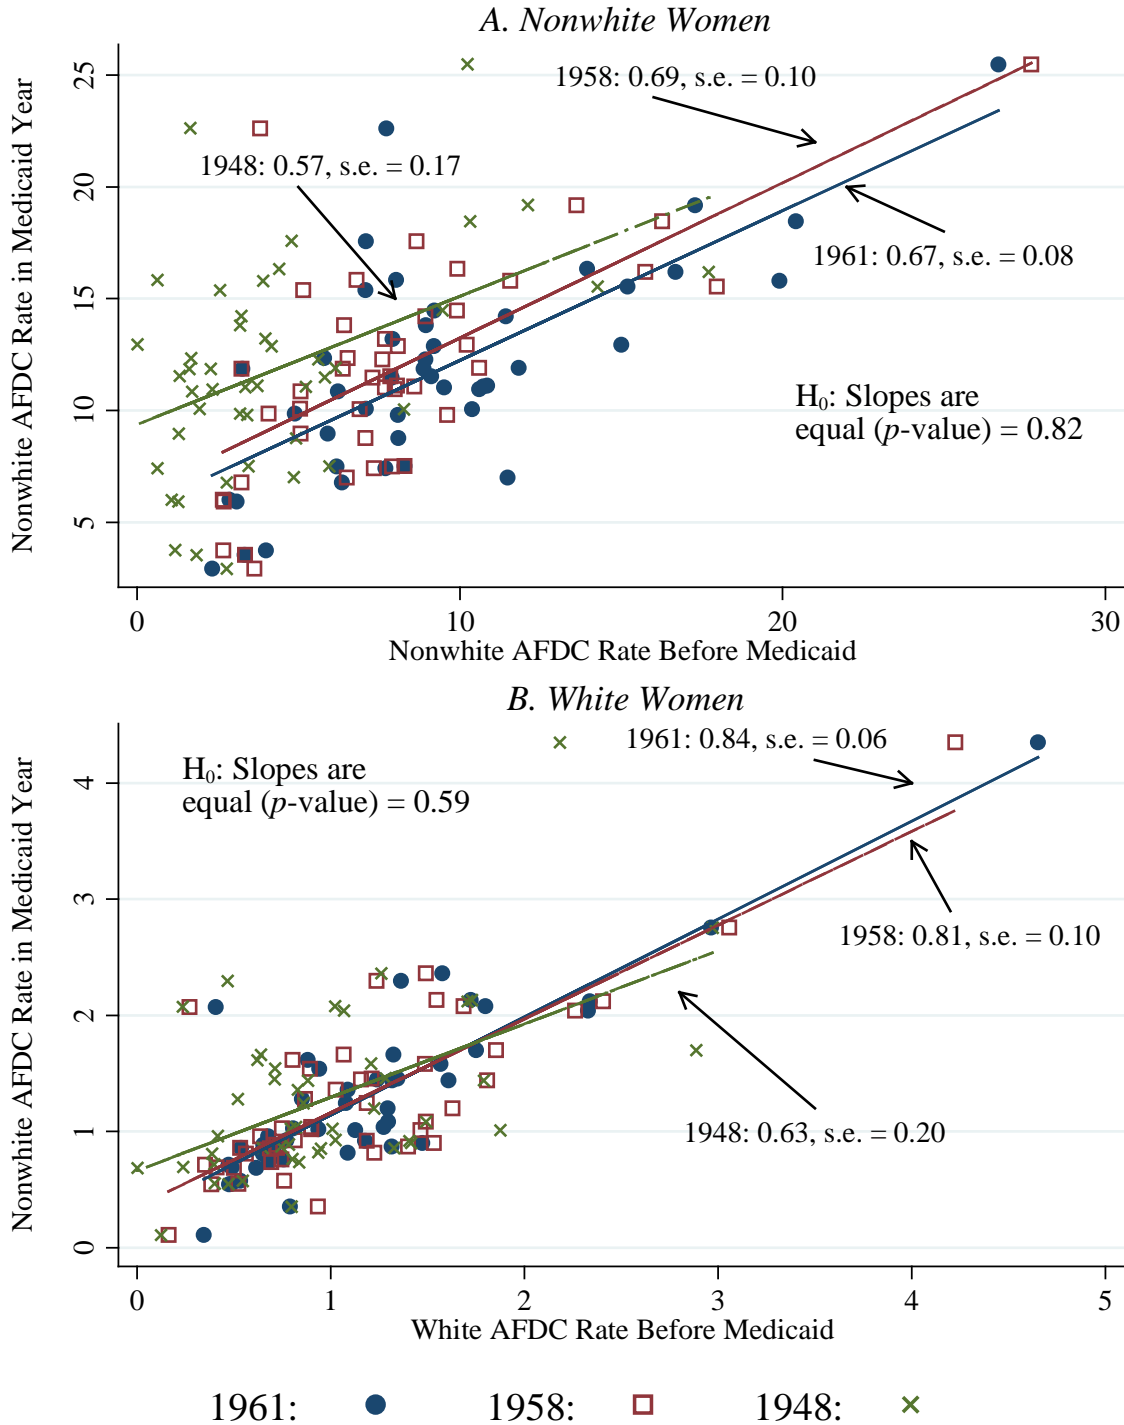 A. Nonwhite Women
Nonwhite AFDC Rate in Medicaid Year
25
20
15
10
5
1958: 0.69, s.e. = 0.10
1948: 0.57, s.e. = 0.17
1961: 0.67, s.e. = 0.08
H₀: Slopes are
equal (p-value) = 0.82
0 10 20 30
Nonwhite AFDC Rate Before Medicaid
B. White Women
Nonwhite AFDC Rate in Medicaid Year
4
3
2
1
0
1961: 0.84, s.e. = 0.06
H₀: Slopes are
equal (p-value) = 0.59
1958: 0.81, s.e. = 0.10
1948: 0.63, s.e. = 0.20
0 1 2 3 4 5
White AFDC Rate Before Medicaid
1961: 1958: 1948: